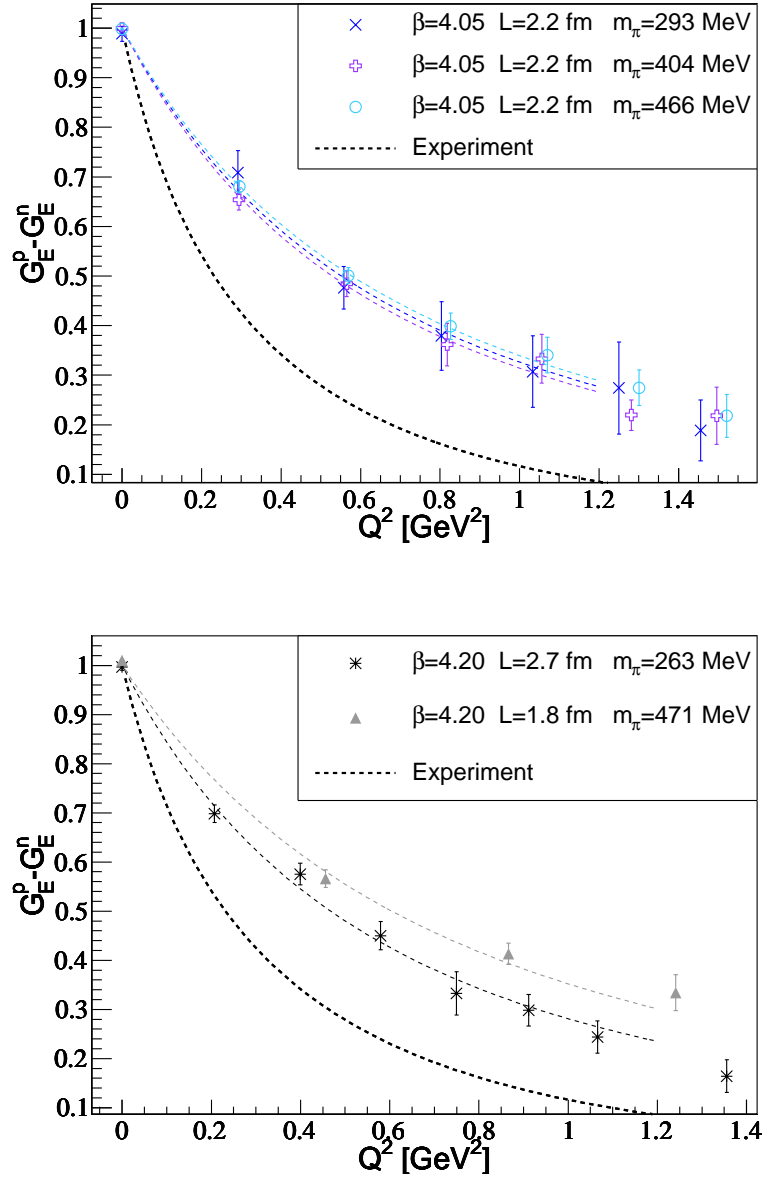 β=4.05 L=2.2 fm mπ=293 MeV
β=4.05 L=2.2 fm mπ=404 MeV
β=4.05 L=2.2 fm mπ=466 MeV
Experiment
1
0.9
0.8
0.7
0.6
0.5
0.4
0.3
0.2
0.1
G_E^p-G_E^n
0 0.2 0.4 0.6 0.8 1 1.2 1.4
Q² [GeV²]
β=4.20 L=2.7 fm mπ=263 MeV
β=4.20 L=1.8 fm mπ=471 MeV
Experiment
1
0.9
0.8
0.7
0.6
0.5
0.4
0.3
0.2
0.1
G_E^p-G_E^n
0 0.2 0.4 0.6 0.8 1 1.2 1.4
Q² [GeV²]